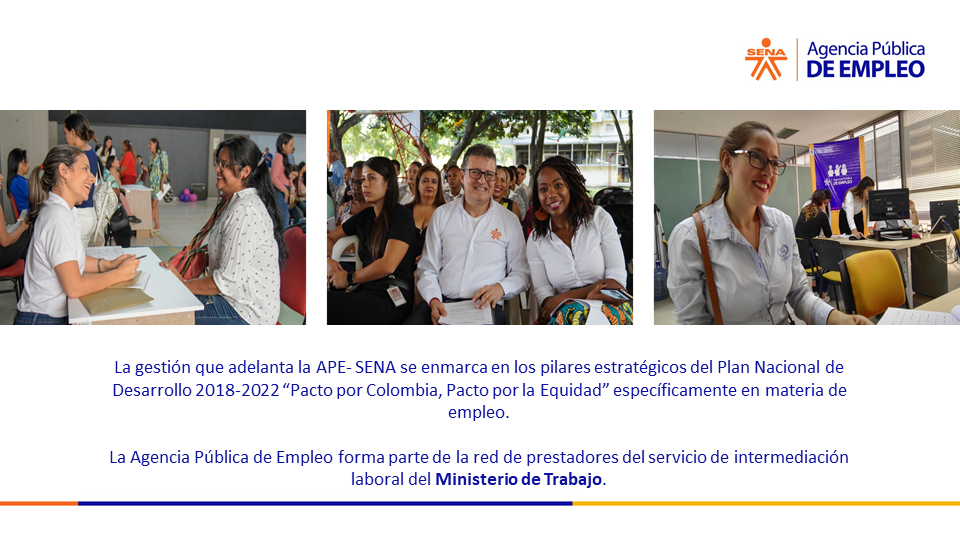 SENA
Agencia Pública
DE EMPLEO
La gestión que adelanta la APE- SENA se enmarca en los pilares estratégicos del Plan Nacional de
Desarrollo 2018-2022 “Pacto por Colombia, Pacto por la Equidad” específicamente en materia de
empleo.
La Agencia Pública de Empleo forma parte de la red de prestadores del servicio de intermediación
laboral del Ministerio de Trabajo.